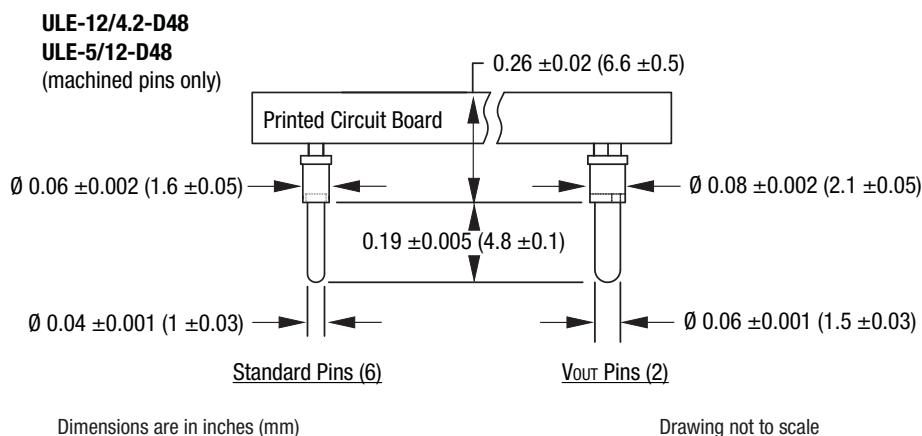 ULE-12/4.2-D48
ULE-5/12-D48
(machined pins only)
0.26 ±0.02 (6.6 ±0.5)
Printed Circuit Board
Ø 0.06 ±0.002 (1.6 ±0.05)
Ø 0.08 ±0.002 (2.1 ±0.05)
0.19 ±0.005 (4.8 ±0.1)
Ø 0.04 ±0.001 (1 ±0.03)
Ø 0.06 ±0.001 (1.5 ±0.03)
Standard Pins (6)
VOUT Pins (2)
Dimensions are in inches (mm)
Drawing not to scale